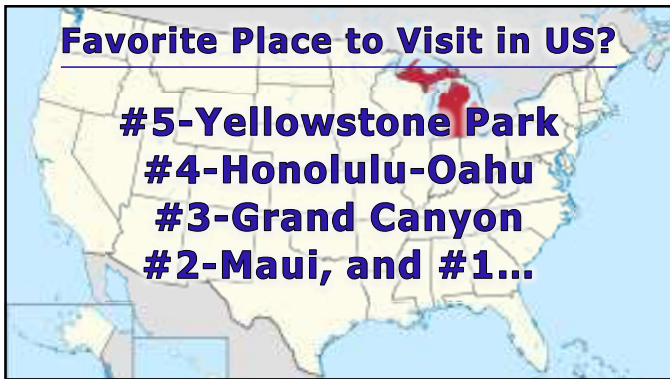 Favorite Place to Visit in US?
#5-Yellowstone Park
#4-Honolulu-Oahu
#3-Grand Canyon
#2-Maui, and #1...